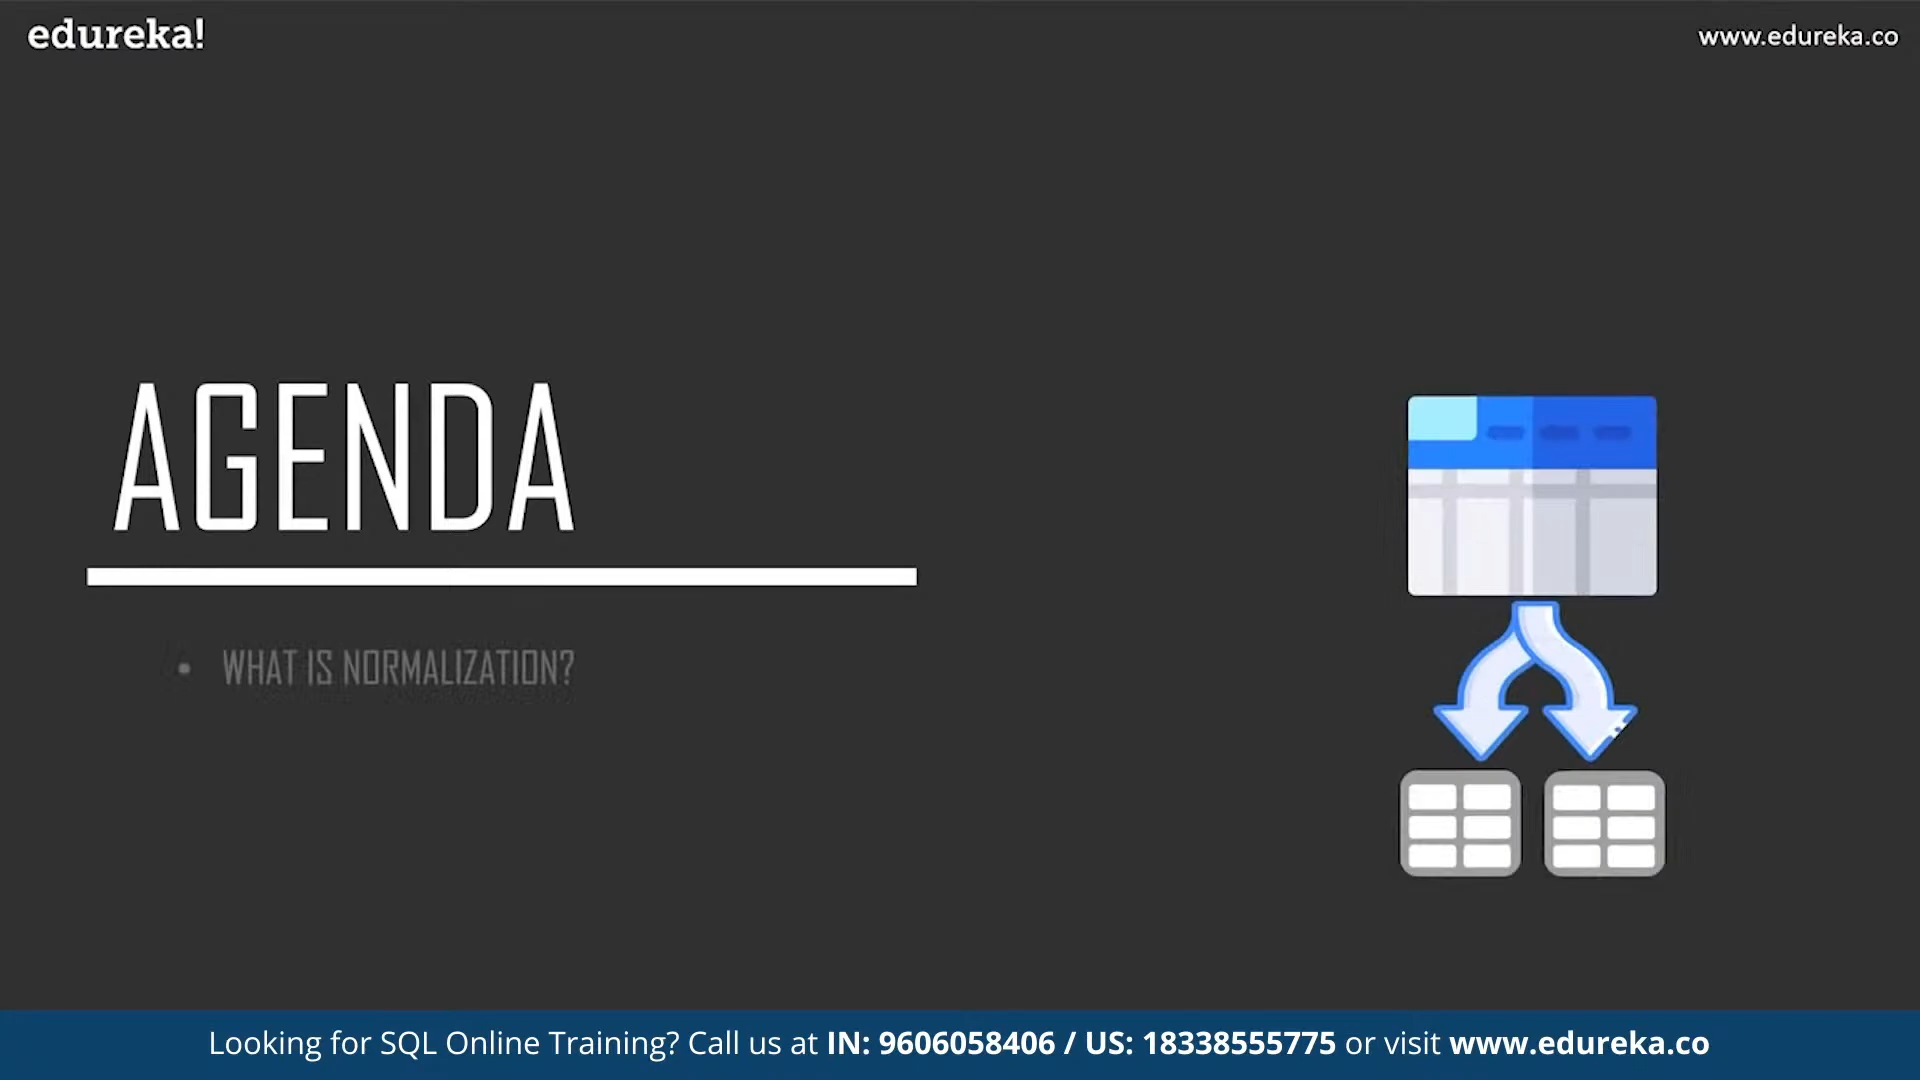 edureka!
www.edureka.co
AGENDA
• WHAT IS NORMALIZATION?
Looking for SQL Online Training? Call us at IN: 9606058406 / US: 18338555775 or visit www.edureka.co